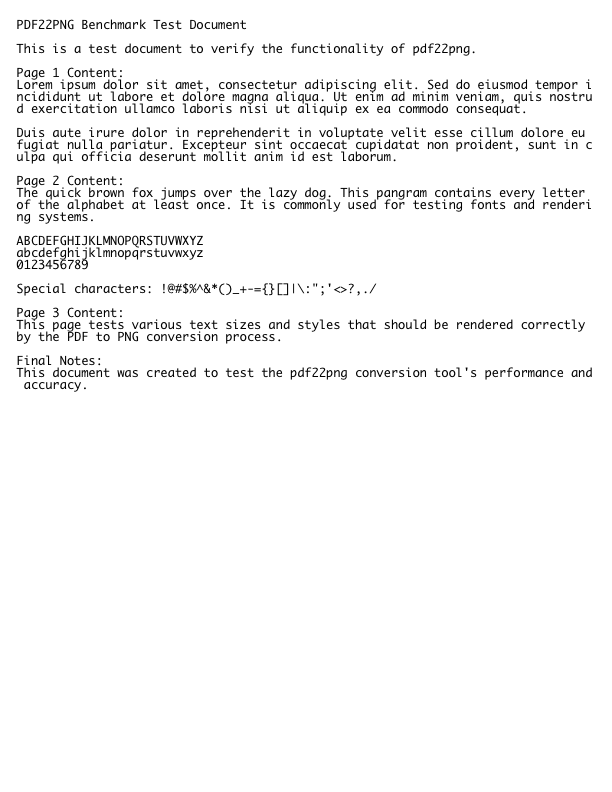 PDF22PNG Benchmark Test Document
This is a test document to verify the functionality of pdf22png.
Page 1 Content:
Lorem ipsum dolor sit amet, consectetur adipiscing elit. Sed do eiusmod tempor i
ncididunt ut labore et dolore magna aliqua. Ut enim ad minim veniam, quis nostru
d exercitation ullamco laboris nisi ut aliquip ex ea commodo consequat.
Duis aute irure dolor in reprehenderit in voluptate velit esse cillum dolore eu
fugiat nulla pariatur. Excepteur sint occaecat cupidatat non proident, sunt in c
ulpa qui officia deserunt mollit anim id est laborum.
Page 2 Content:
The quick brown fox jumps over the lazy dog. This pangram contains every letter
of the alphabet at least once. It is commonly used for testing fonts and renderi
ng systems.
ABCDEFGHIJKLMNOPQRSTUVWXYZ
abcdefghijklmnopqrstuvwxyz
0123456789
Special characters: !@#$%^&*()_+-={}[]|\:";'<>?,./
Page 3 Content:
This page tests various text sizes and styles that should be rendered correctly
by the PDF to PNG conversion process.
Final Notes:
This document was created to test the pdf22png conversion tool's performance and
 accuracy.